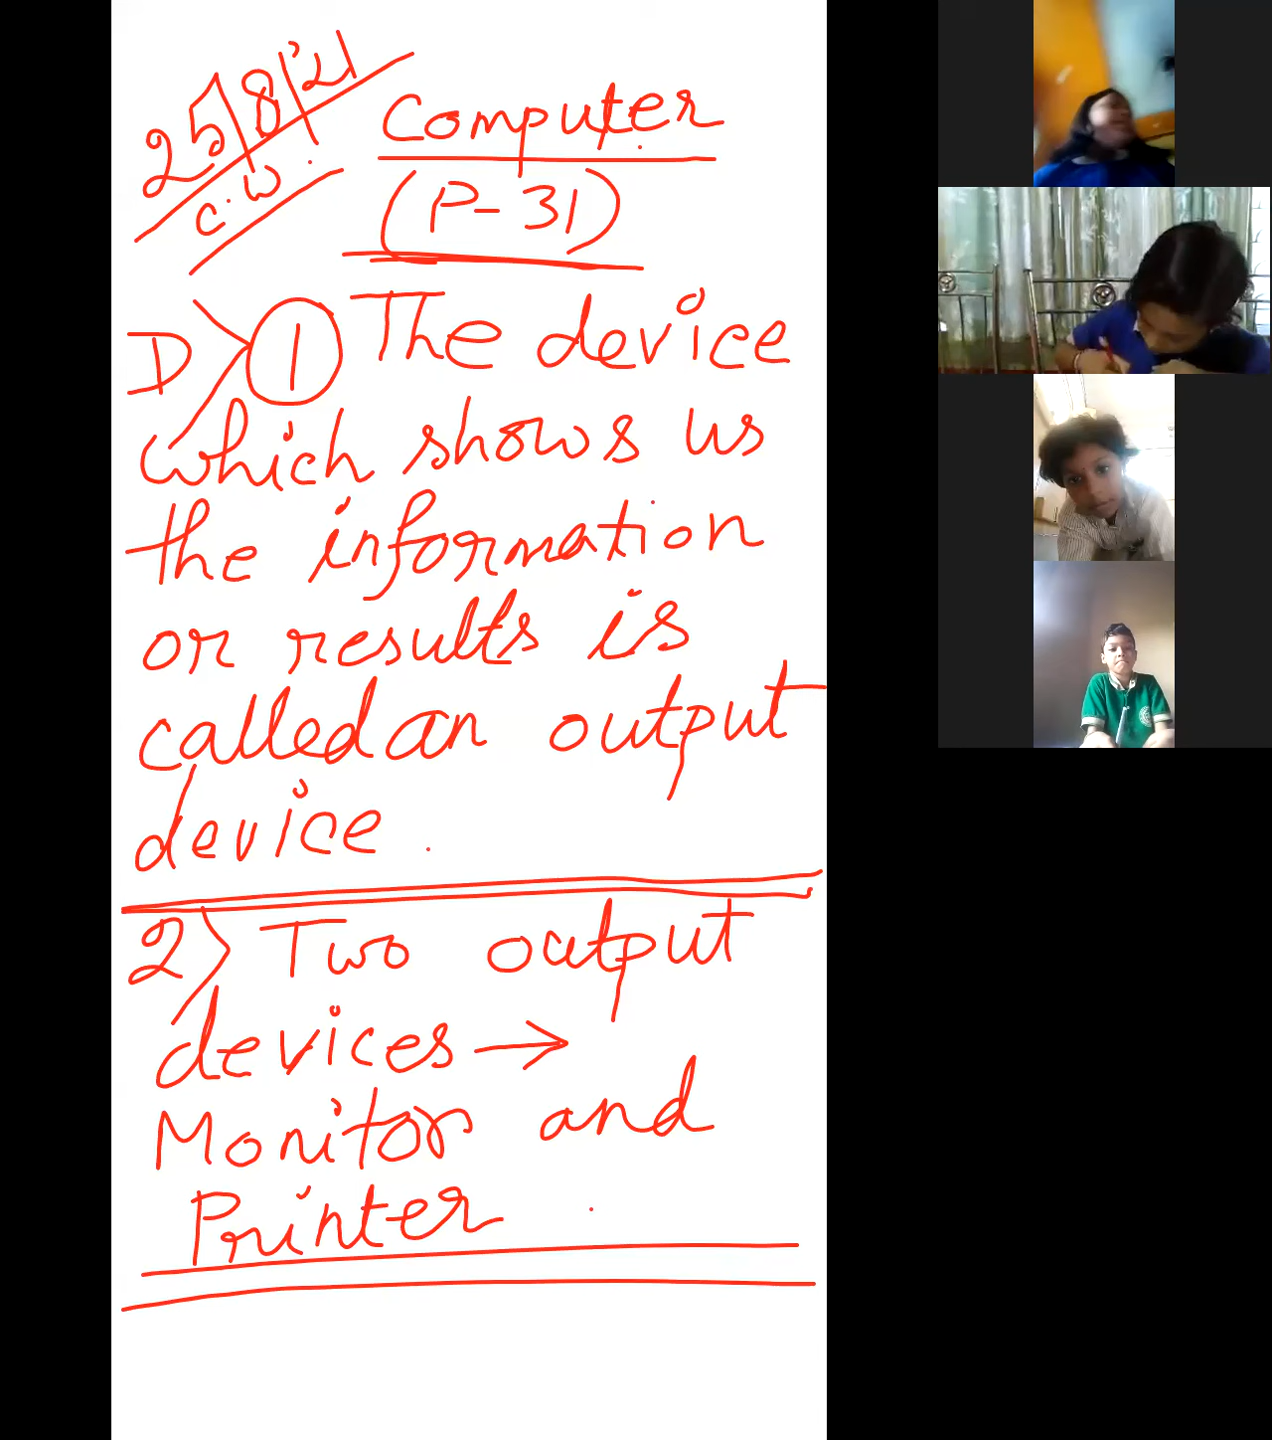 25/8/'21
C.W.
Computer
(P-31)
D> 1 The device
which shows us
the information
or results is
called an output
device.
2> Two output
devices →
Monitor and
Printer.